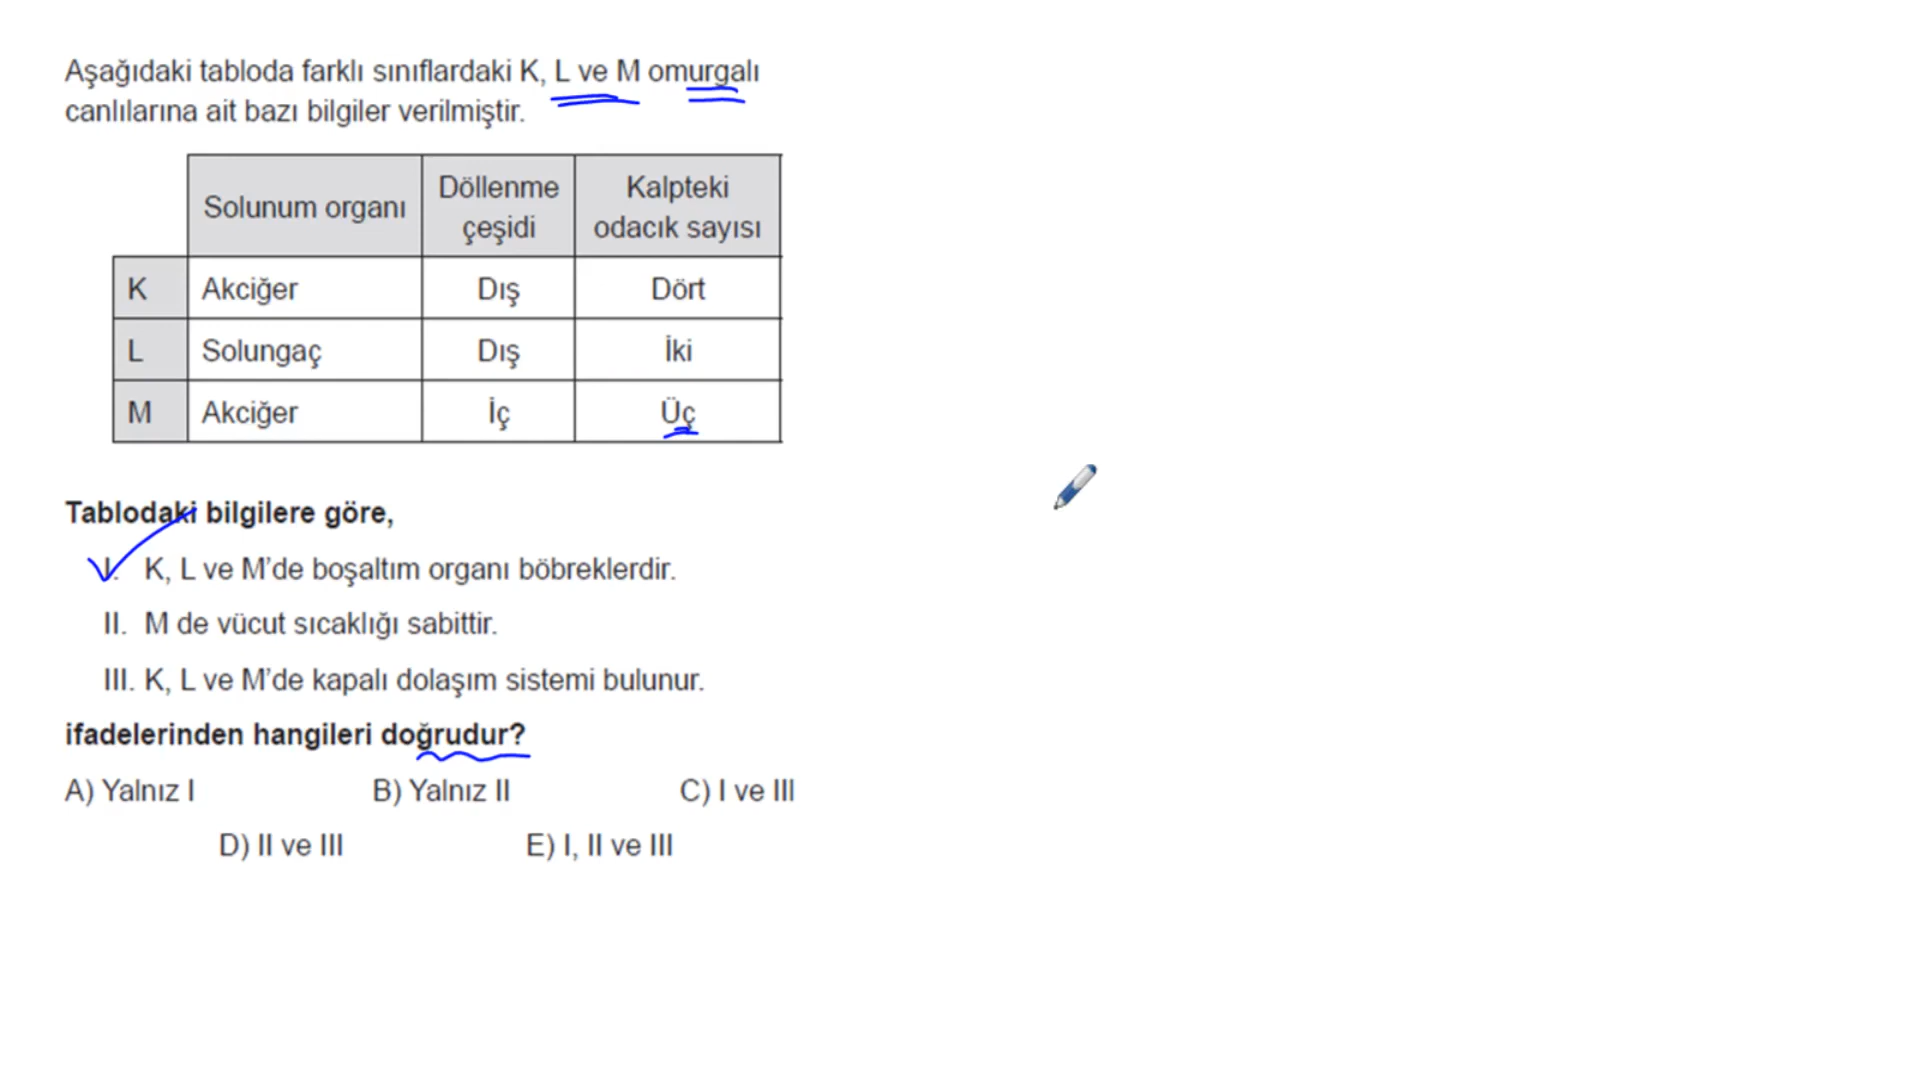 Aşağıdaki tabloda farklı sınıflardaki K, L ve M omurgalı
canlılarına ait bazı bilgiler verilmiştir.
Solunum organı Döllenme çeşidi Kalpteki odacık sayısı
K Akciğer Dış Dört
L Solungaç Dış İki
M Akciğer İç Üç
Tablodaki bilgilere göre,
I. K, L ve M'de boşaltım organı böbreklerdir.
II. M de vücut sıcaklığı sabittir.
III. K, L ve M'de kapalı dolaşım sistemi bulunur.
ifadelerinden hangileri doğrudur?
A) Yalnız I B) Yalnız II C) I ve III
D) II ve III E) I, II ve III